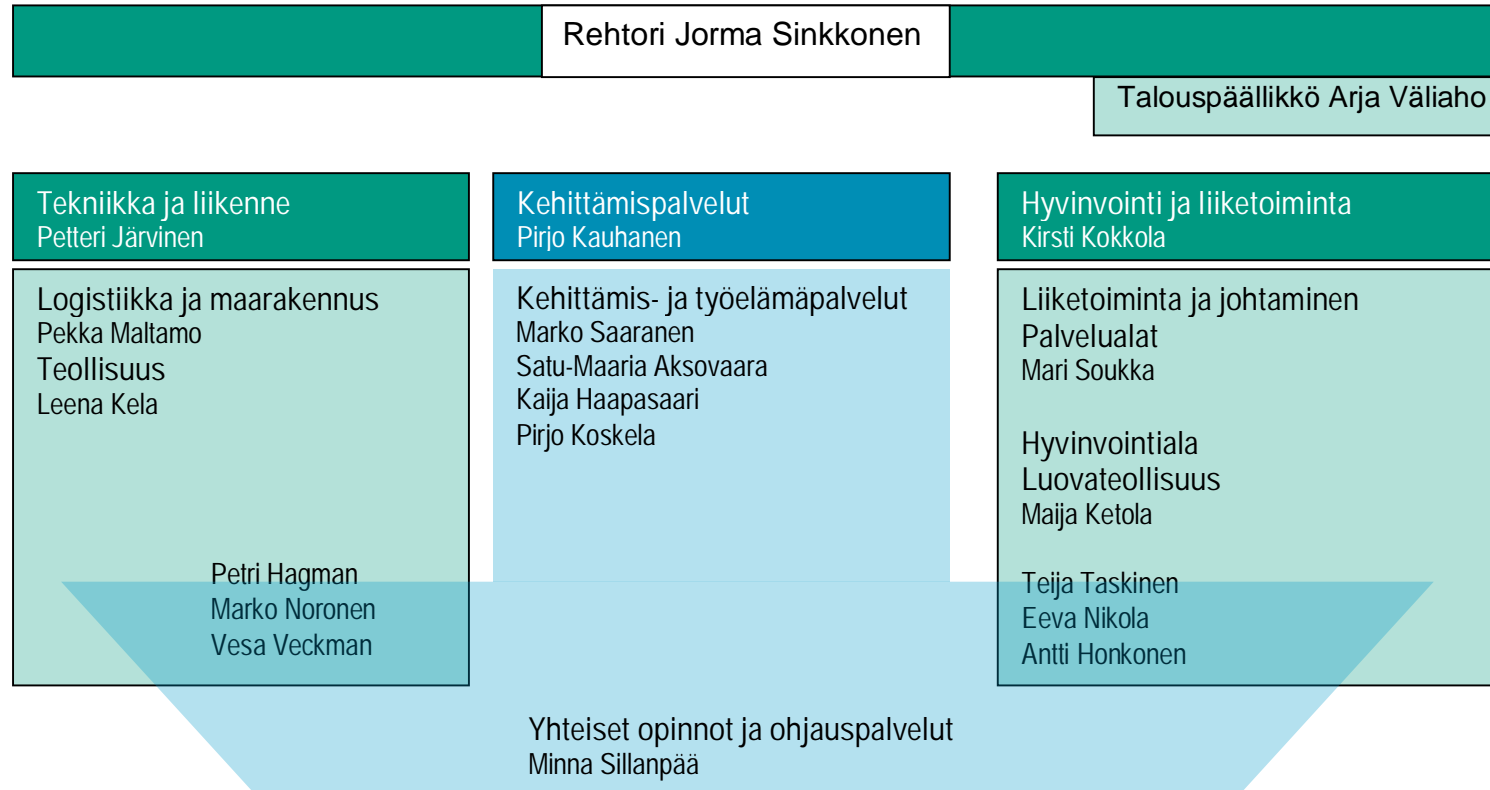 Rehtori Jorma Sinkkonen
Talouspäällikkö Arja Väliaho
Tekniikka ja liikenne
Petteri Järvinen
Logistiikka ja maarakennus
Pekka Maltamo
Teollisuus
Leena Kela
Petri Hagman
Marko Noronen
Vesa Veckman
Kehittämispalvelut
Pirjo Kauhanen
Kehittämis- ja työelämäpalvelut
Marko Saaranen
Satu-Maaria Aksovaara
Kaija Haapasaari
Pirjo Koskela
Hyvinvointi ja liiketoiminta
Kirsti Kokkola
Liiketoiminta ja johtaminen
Palvelualat
Mari Soukka
Hyvinvointiala
Luovateollisuus
Maija Ketola
Teija Taskinen
Eeva Nikola
Antti Honkonen
Yhteiset opinnot ja ohjauspalvelut
Minna Sillanpää